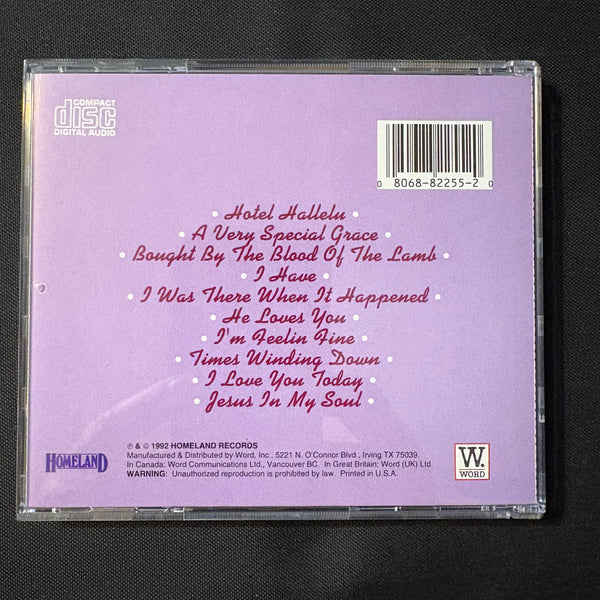 COMPACT
disc
DIGITAL AUDIO
0 8068-82255-2 0
• Hotel Hallelu •
• A Very Special Grace •
• Bought By The Blood Of The Lamb •
• I Have •
• I Was There When It Happened •
• He Loves You •
• I'm Feelin Fine •
• Times Winding Down •
• I Love You Today •
• Jesus In My Soul •
℗ & © 1992 HOMELAND RECORDS
Manufactured & Distributed by Word, Inc., 5221 N. O'Connor Blvd., Irving TX 75039.
In Canada: Word Communications Ltd., Vancouver BC. In Great Britain: Word (UK) Ltd.
WARNING: Unauthorized reproduction is prohibited by law. Printed in U.S.A.
HOMELAND
W.
WORD